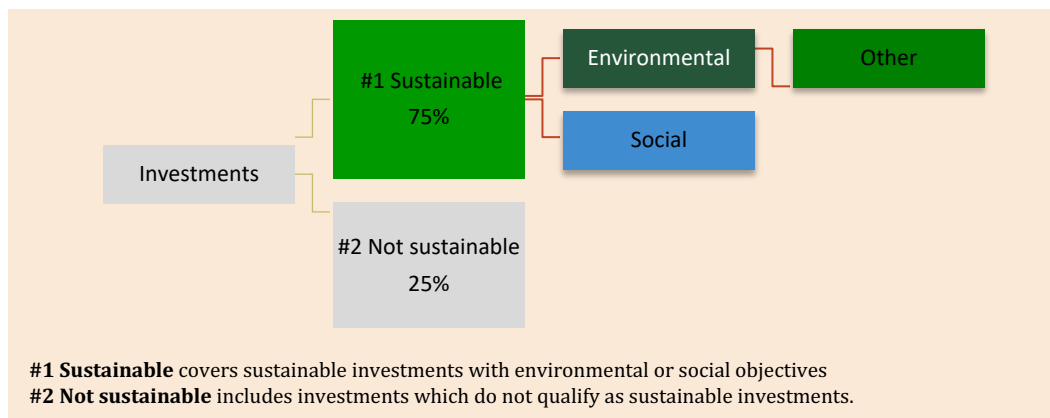 Investments
#1 Sustainable
75%
Environmental
Other
Social
#2 Not sustainable
25%
#1 Sustainable covers sustainable investments with environmental or social objectives
#2 Not sustainable includes investments which do not qualify as sustainable investments.